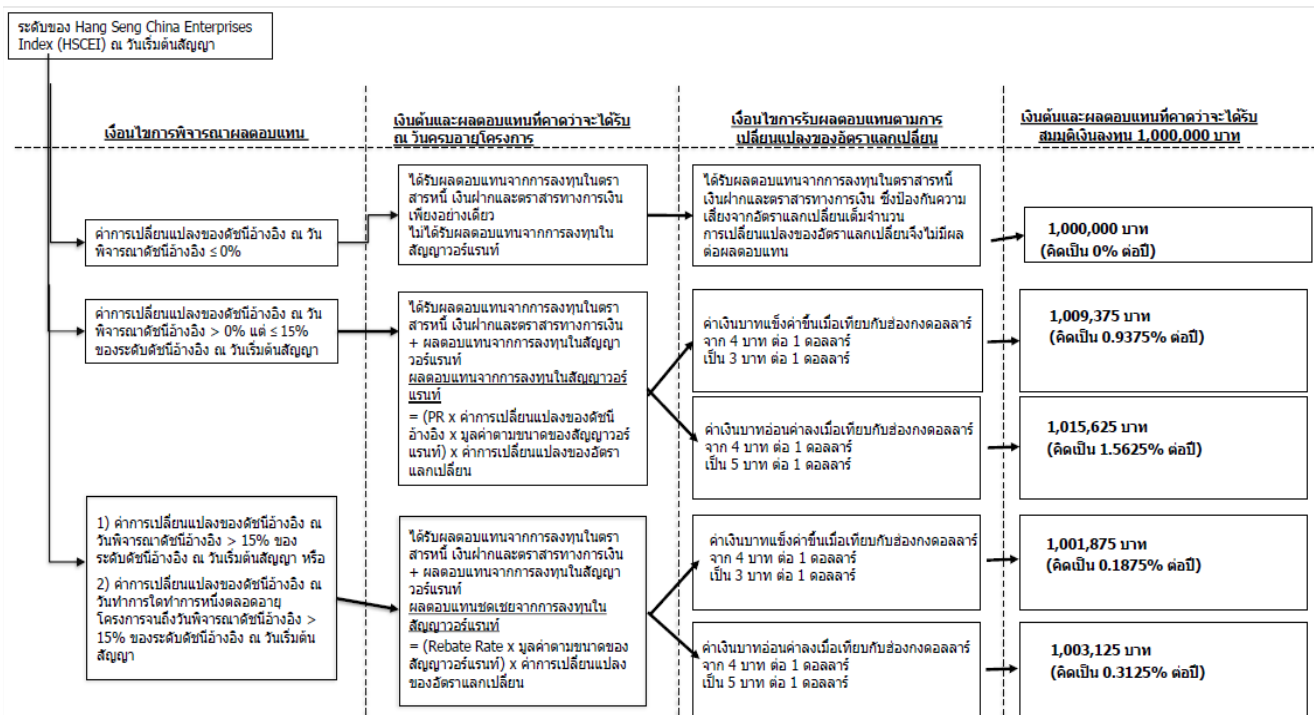 ระดับของ Hang Seng China Enterprises
Index (HSCEI) ณ วันเริ่มต้นสัญญา
เงื่อนไขการพิจารณาผลตอบแทน
เงินต้นและผลตอบแทนที่คาดว่าจะได้รับ
ณ วันครบอายุโครงการ
เงื่อนไขการรับผลตอบแทนตามการ
เปลี่ยนแปลงของอัตราแลกเปลี่ยน
เงินต้นและผลตอบแทนที่คาดว่าจะได้รับ
สมมุติเงินลงทุน 1,000,000 บาท
ค่าการเปลี่ยนแปลงของดัชนีอ้างอิง ณ วัน
พิจารณาดัชนีอ้างอิง ≤ 0%
ได้รับผลตอบแทนจากการลงทุนในตรา
สารหนี้ เงินฝากและตราสารทางการเงิน
เพียงอย่างเดียว
ไม่ได้รับผลตอบแทนจากการลงทุนใน
สัญญาวอร์แรนท์
ได้รับผลตอบแทนจากการลงทุนในตราสารหนี้
เงินฝากและตราสารทางการเงิน ซึ่งป้องกันความ
เสี่ยงจากอัตราแลกเปลี่ยนเต็มจำนวน
การเปลี่ยนแปลงของอัตราแลกเปลี่ยนจึงไม่มีผล
ต่อผลตอบแทน
1,000,000 บาท
(คิดเป็น 0% ต่อปี)
ค่าการเปลี่ยนแปลงของดัชนีอ้างอิง ณ วัน
พิจารณาดัชนีอ้างอิง > 0% แต่ ≤ 15%
ของระดับดัชนีอ้างอิง ณ วันเริ่มต้นสัญญา
ได้รับผลตอบแทนจากการลงทุนในตรา
สารหนี้ เงินฝากและตราสารทางการเงิน
+ ผลตอบแทนจากการลงทุนในสัญญา
วอร์แรนท์
ผลตอบแทนจากการลงทุนในสัญญาวอร์
แรนท์
= (PR x ค่าการเปลี่ยนแปลงของดัชนี
อ้างอิง x มูลค่าตามขนาดของสัญญาวอร์
แรนท์) x ค่าการเปลี่ยนแปลงของอัตรา
แลกเปลี่ยน
ค่าเงินบาทแข็งค่าขึ้นเมื่อเทียบกับฮ่องกงดอลลาร์
จาก 4 บาท ต่อ 1 ดอลลาร์
เป็น 3 บาท ต่อ 1 ดอลลาร์
1,009,375 บาท
(คิดเป็น 0.9375% ต่อปี)
ค่าเงินบาทอ่อนค่าลงเมื่อเทียบกับฮ่องกงดอลลาร์
จาก 4 บาท ต่อ 1 ดอลลาร์
เป็น 5 บาท ต่อ 1 ดอลลาร์
1,015,625 บาท
(คิดเป็น 1.5625% ต่อปี)
1) ค่าการเปลี่ยนแปลงของดัชนีอ้างอิง ณ
วันพิจารณาดัชนีอ้างอิง > 15% ของ
ระดับดัชนีอ้างอิง ณ วันเริ่มต้นสัญญา หรือ
2) ค่าการเปลี่ยนแปลงของดัชนีอ้างอิง ณ
วันทำการใดทำการหนึ่งตลอดอายุ
โครงการจนถึงวันพิจารณาดัชนีอ้างอิง >
15% ของระดับดัชนีอ้างอิง ณ วันเริ่มต้น
สัญญา
ได้รับผลตอบแทนจากการลงทุนในตรา
สารหนี้ เงินฝากและตราสารทางการเงิน
+ ผลตอบแทนจากการลงทุนในสัญญา
วอร์แรนท์
ผลตอบแทนชดเชยจากการลงทุนใน
สัญญาวอร์แรนท์
= (Rebate Rate x มูลค่าตามขนาดของ
สัญญาวอร์แรนท์) x ค่าการเปลี่ยนแปลง
ของอัตราแลกเปลี่ยน
ค่าเงินบาทแข็งค่าขึ้นเมื่อเทียบกับฮ่องกงดอลลาร์
จาก 4 บาท ต่อ 1 ดอลลาร์
เป็น 3 บาท ต่อ 1 ดอลลาร์
1,001,875 บาท
(คิดเป็น 0.1875% ต่อปี)
ค่าเงินบาทอ่อนค่าลงเมื่อเทียบกับฮ่องกงดอลลาร์
จาก 4 บาท ต่อ 1 ดอลลาร์
เป็น 5 บาท ต่อ 1 ดอลลาร์
1,003,125 บาท
(คิดเป็น 0.3125% ต่อปี)